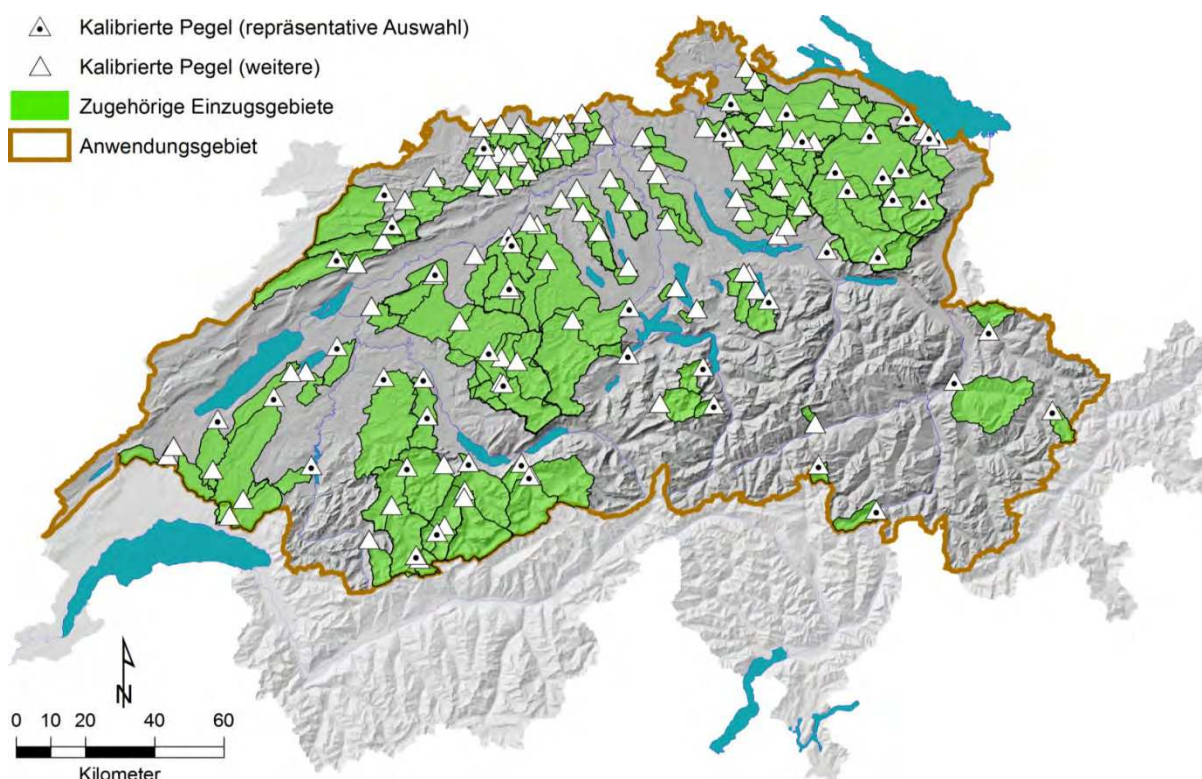 Kalibrierte Pegel (repräsentative Auswahl)
Kalibrierte Pegel (weitere)
Zugehörige Einzugsgebiete
Anwendungsgebiet
N
0 10 20 40 60
Kilometer